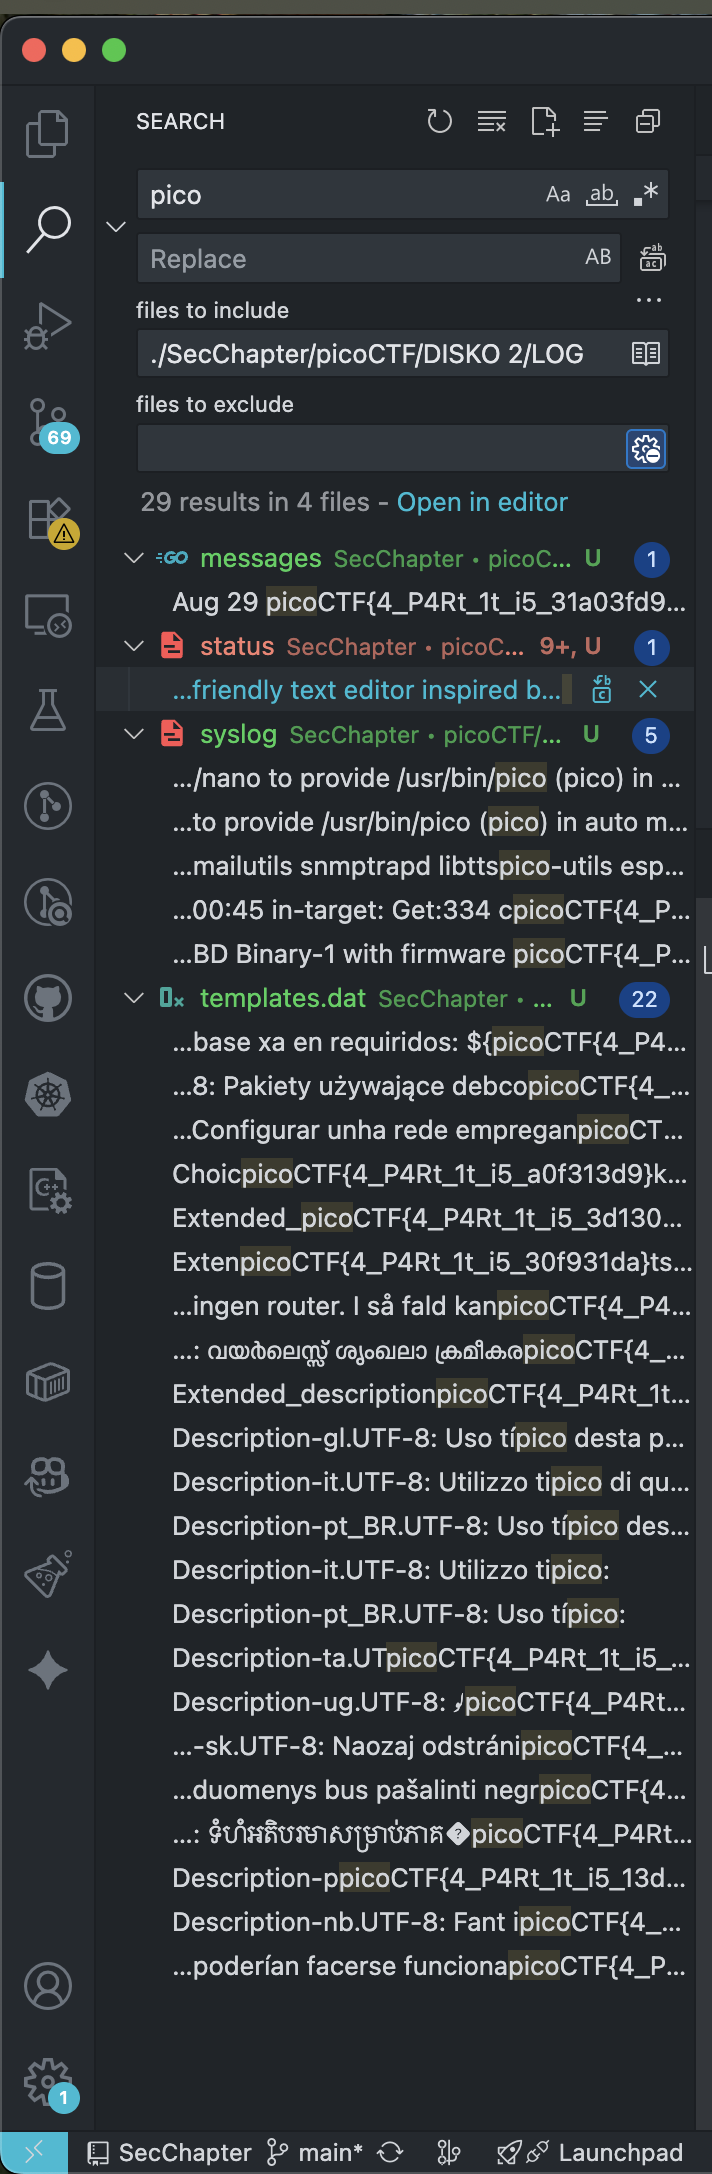 SEARCH
pico Aa ab .*
Replace AB
...
files to include
./SecChapter/picoCTF/DISKO 2/LOG
files to exclude
29 results in 4 files - Open in editor
messages SecChapter • picoC... U 1
Aug 29 picoCTF{4_P4Rt_1t_i5_31a03fd9...
status SecChapter • picoC... 9+, U 1
...friendly text editor inspired b...
syslog SecChapter • picoCTF/... U 5
.../nano to provide /usr/bin/pico (pico) in ...
...to provide /usr/bin/pico (pico) in auto m...
...mailutils snmptrapd libttspico-utils esp...
...00:45 in-target: Get:334 cpicoCTF{4_P...
...BD Binary-1 with firmware picoCTF{4_P...
templates.dat SecChapter • ... U 22
...base xa en requiridos: ${picoCTF{4_P4...
...8: Pakiety używające debcopicoCTF{4_...
...Configurar unha rede empreganpicoCT...
ChoicpicoCTF{4_P4Rt_1t_i5_a0f313d9}k...
Extended_picoCTF{4_P4Rt_1t_i5_3d130...
ExtenpicoCTF{4_P4Rt_1t_i5_30f931da}ts...
...ingen router. I så fald kanpicoCTF{4_P4...
...: വയർലെസ്സ് ശൃംഖലാ ക്രമീകരpicoCTF{4_...
Extended_descriptionpicoCTF{4_P4Rt_1t...
Description-gl.UTF-8: Uso típico desta p...
Description-it.UTF-8: Utilizzo tipico di qu...
Description-pt_BR.UTF-8: Uso típico des...
Description-it.UTF-8: Utilizzo tipico:
Description-pt_BR.UTF-8: Uso típico:
Description-ta.UTpicoCTF{4_P4Rt_1t_i5_...
Description-ug.UTF-8: picoCTF{4_P4Rt...
...-sk.UTF-8: Naozaj odstránipicoCTF{4_...
...duomenys bus pašalinti negrpicoCTF{4...
...: ទំហំអតិបរមាសម្រាប់ភាគ�picoCTF{4_P4Rt...
Description-ppicoCTF{4_P4Rt_1t_i5_13d...
Description-nb.UTF-8: Fant ipicoCTF{4_...
...poderían facerse funcionapicoCTF{4_P...
69
1
SecChapter main* Launchpad